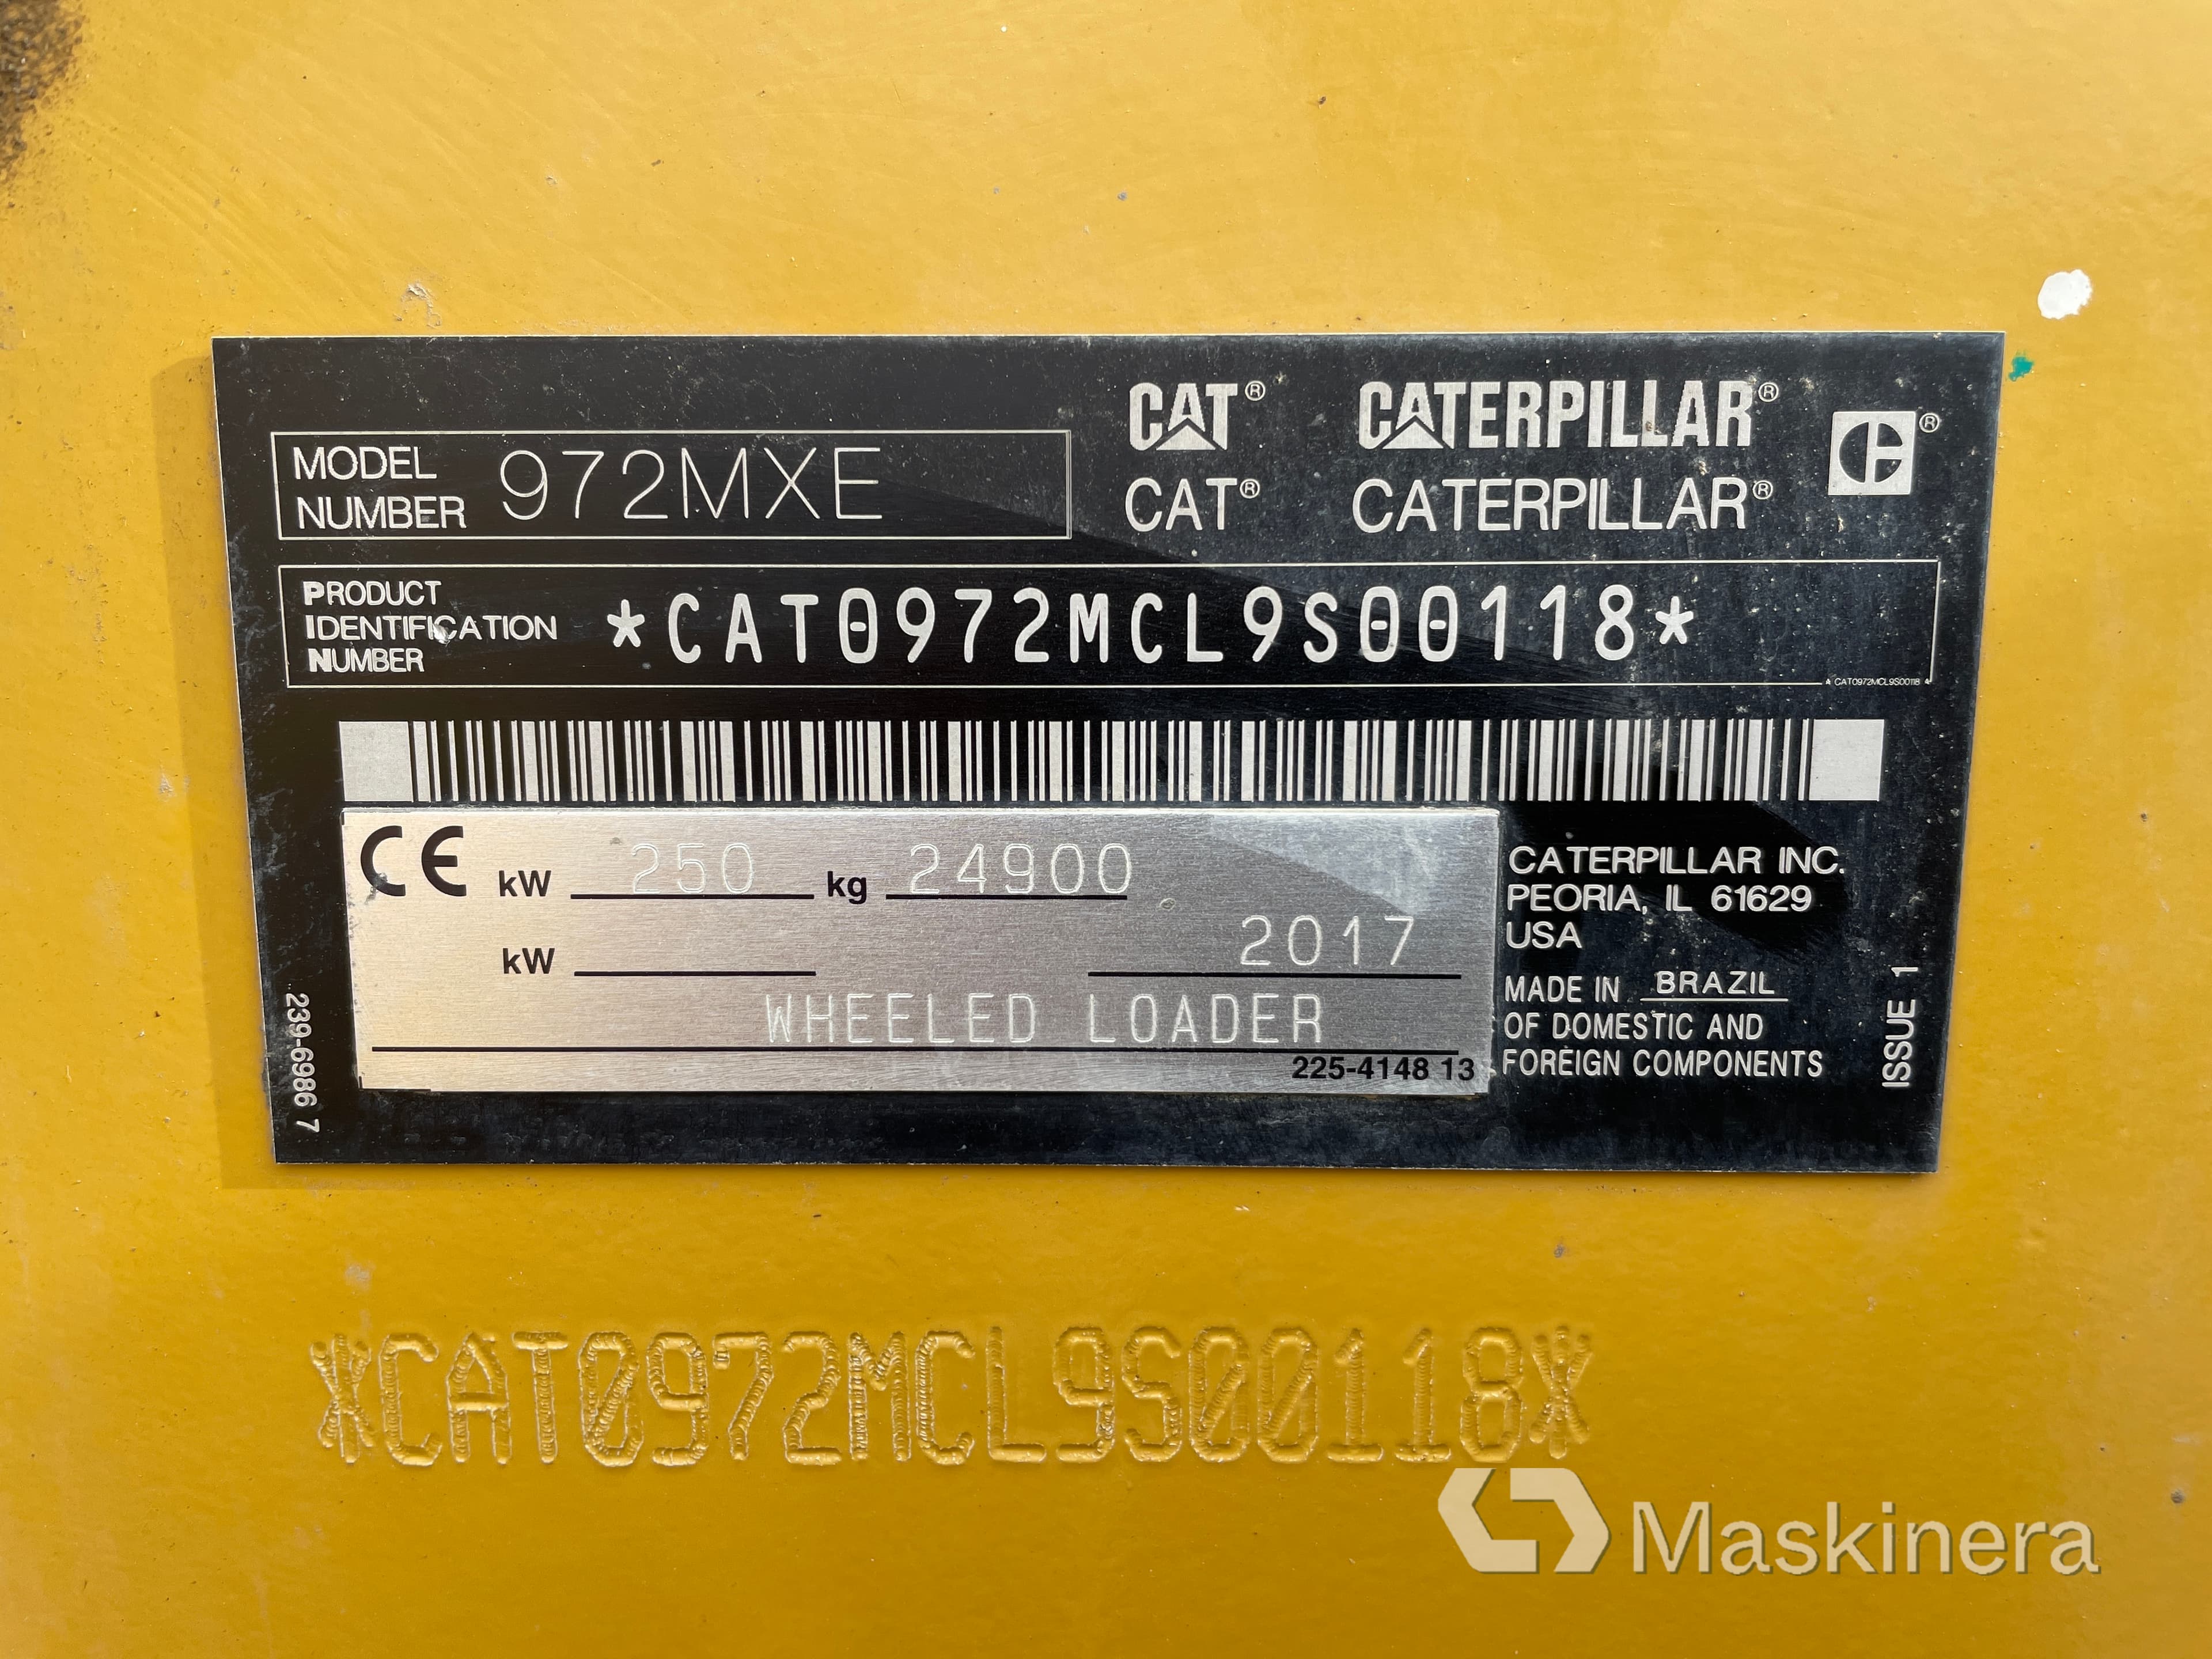 CAT® CATERPILLAR®
MODEL NUMBER 972MXE
CAT® CATERPILLAR®
PRODUCT IDENTIFICATION NUMBER *CAT0972MCL9S00118*
* CAT0972MCL9S00118 *
CE kW 250 kg 24900
kW 2017
WHEELED LOADER
225-4148 13
CATERPILLAR INC.
PEORIA, IL 61629
USA
MADE IN BRAZIL
OF DOMESTIC AND
FOREIGN COMPONENTS
239-6986 7
ISSUE 1
*CAT0972MCL9S00118*
Maskinera